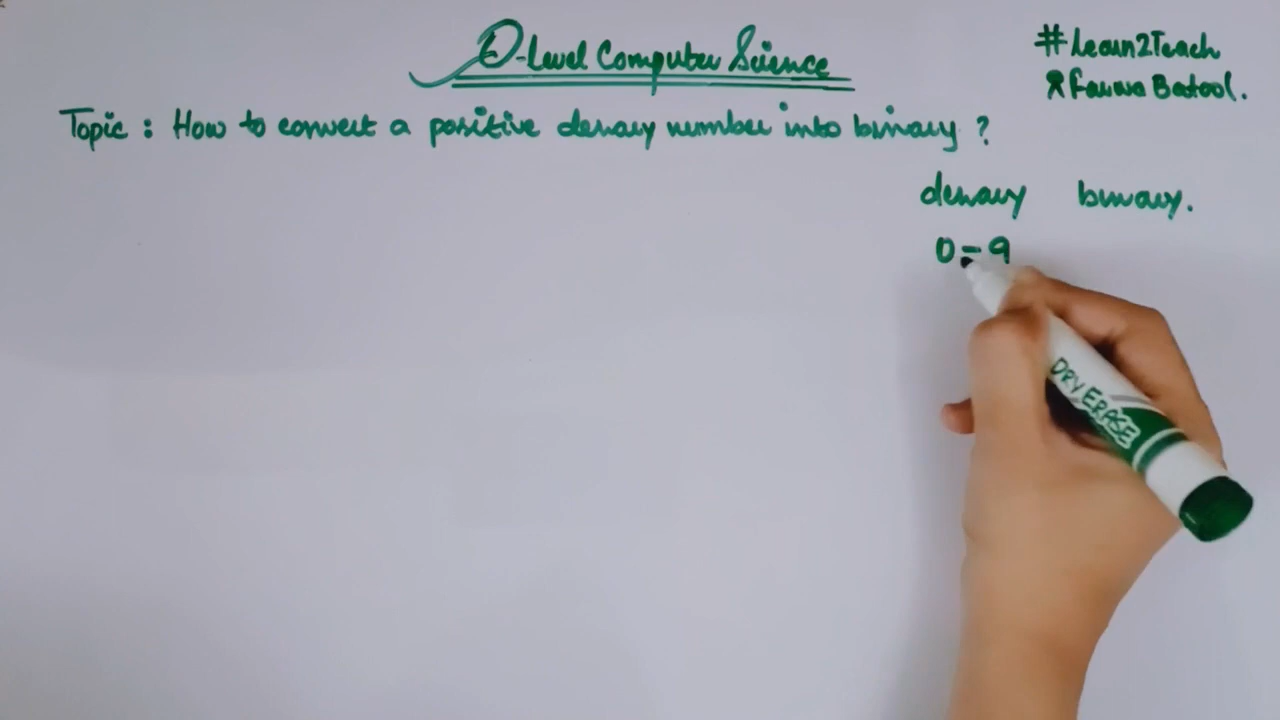 O-Level Computer Science
#Learn2Teach
Farwa Batool.
Topic : How to convert a positive denary number into binary ?
denary binary.
0-9
DRY ERASE